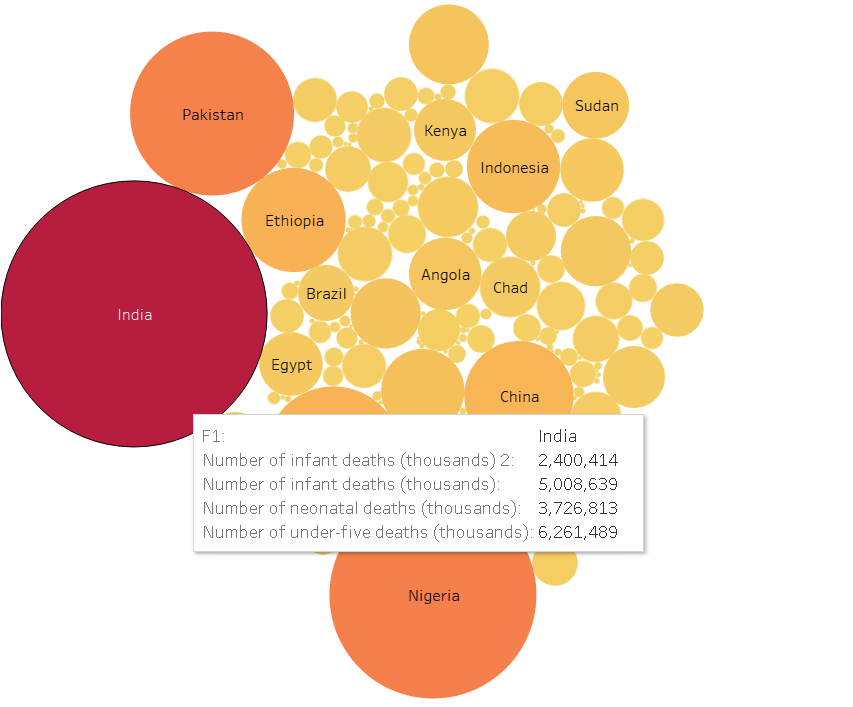 Pakistan
Sudan
Kenya
Indonesia
Ethiopia
Angola
Chad
Brazil
India
Egypt
China
F1: India
Number of infant deaths (thousands) 2: 2,400,414
Number of infant deaths (thousands): 5,008,639
Number of neonatal deaths (thousands): 3,726,813
Number of under-five deaths (thousands): 6,261,489
Nigeria